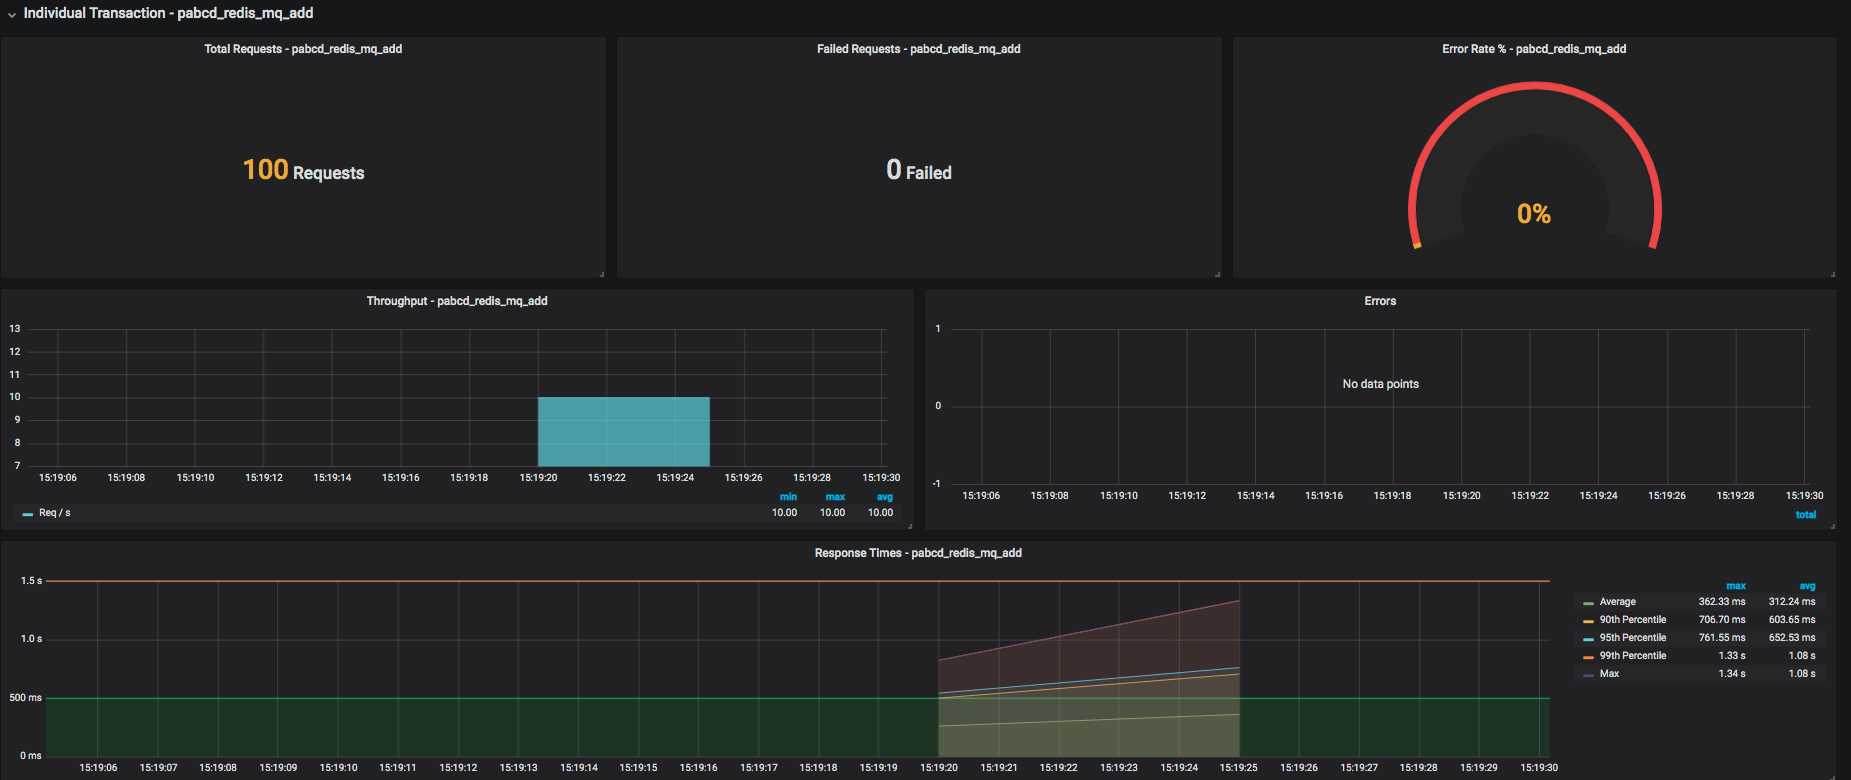 Individual Transaction - pabcd_redis_mq_add
Total Requests - pabcd_redis_mq_add
100 Requests
Failed Requests - pabcd_redis_mq_add
0 Failed
Error Rate % - pabcd_redis_mq_add
0%
Throughput - pabcd_redis_mq_add
13
12
11
10
9
8
7
15:19:06 15:19:08 15:19:10 15:19:12 15:19:14 15:19:16 15:19:18 15:19:20 15:19:22 15:19:24 15:19:26 15:19:28 15:19:30
min max avg
Req / s 10.00 10.00 10.00
Errors
1
No data points
0
-1
15:19:06 15:19:08 15:19:10 15:19:12 15:19:14 15:19:16 15:19:18 15:19:20 15:19:22 15:19:24 15:19:26 15:19:28 15:19:30
total
Response Times - pabcd_redis_mq_add
1.5 s
1.0 s
500 ms
0 ms
15:19:06 15:19:07 15:19:08 15:19:09 15:19:10 15:19:11 15:19:12 15:19:13 15:19:14 15:19:15 15:19:16 15:19:17 15:19:18 15:19:19 15:19:20 15:19:21 15:19:22 15:19:23 15:19:24 15:19:25 15:19:26 15:19:27 15:19:28 15:19:29 15:19:30
max avg
Average 362.33 ms 312.24 ms
90th Percentile 706.70 ms 603.65 ms
95th Percentile 761.55 ms 652.53 ms
99th Percentile 1.33 s 1.08 s
Max 1.34 s 1.08 s